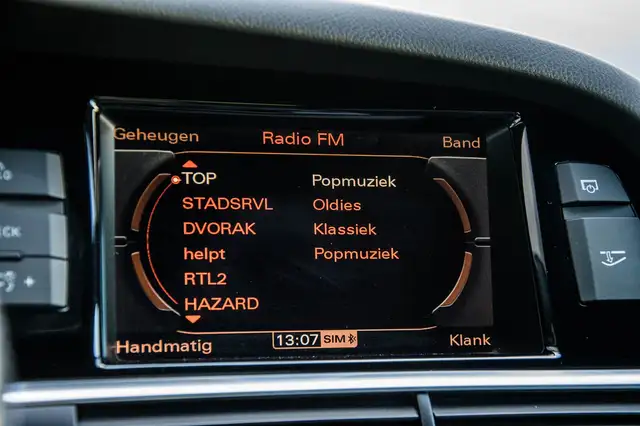 Geheugen Radio FM Band
TOP Popmuziek
STADSRVL Oldies
DVORAK Klassiek
helpt Popmuziek
RTL2
HAZARD
Handmatig 13:07 SIM Klank